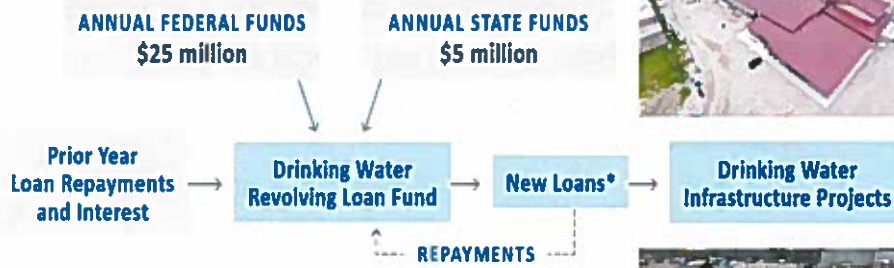 ANNUAL FEDERAL FUNDS
$25 million
ANNUAL STATE FUNDS
$5 million
Prior Year
Loan Repayments
and Interest
Drinking Water
Revolving Loan Fund
New Loans*
Drinking Water
Infrastructure Projects
REPAYMENTS